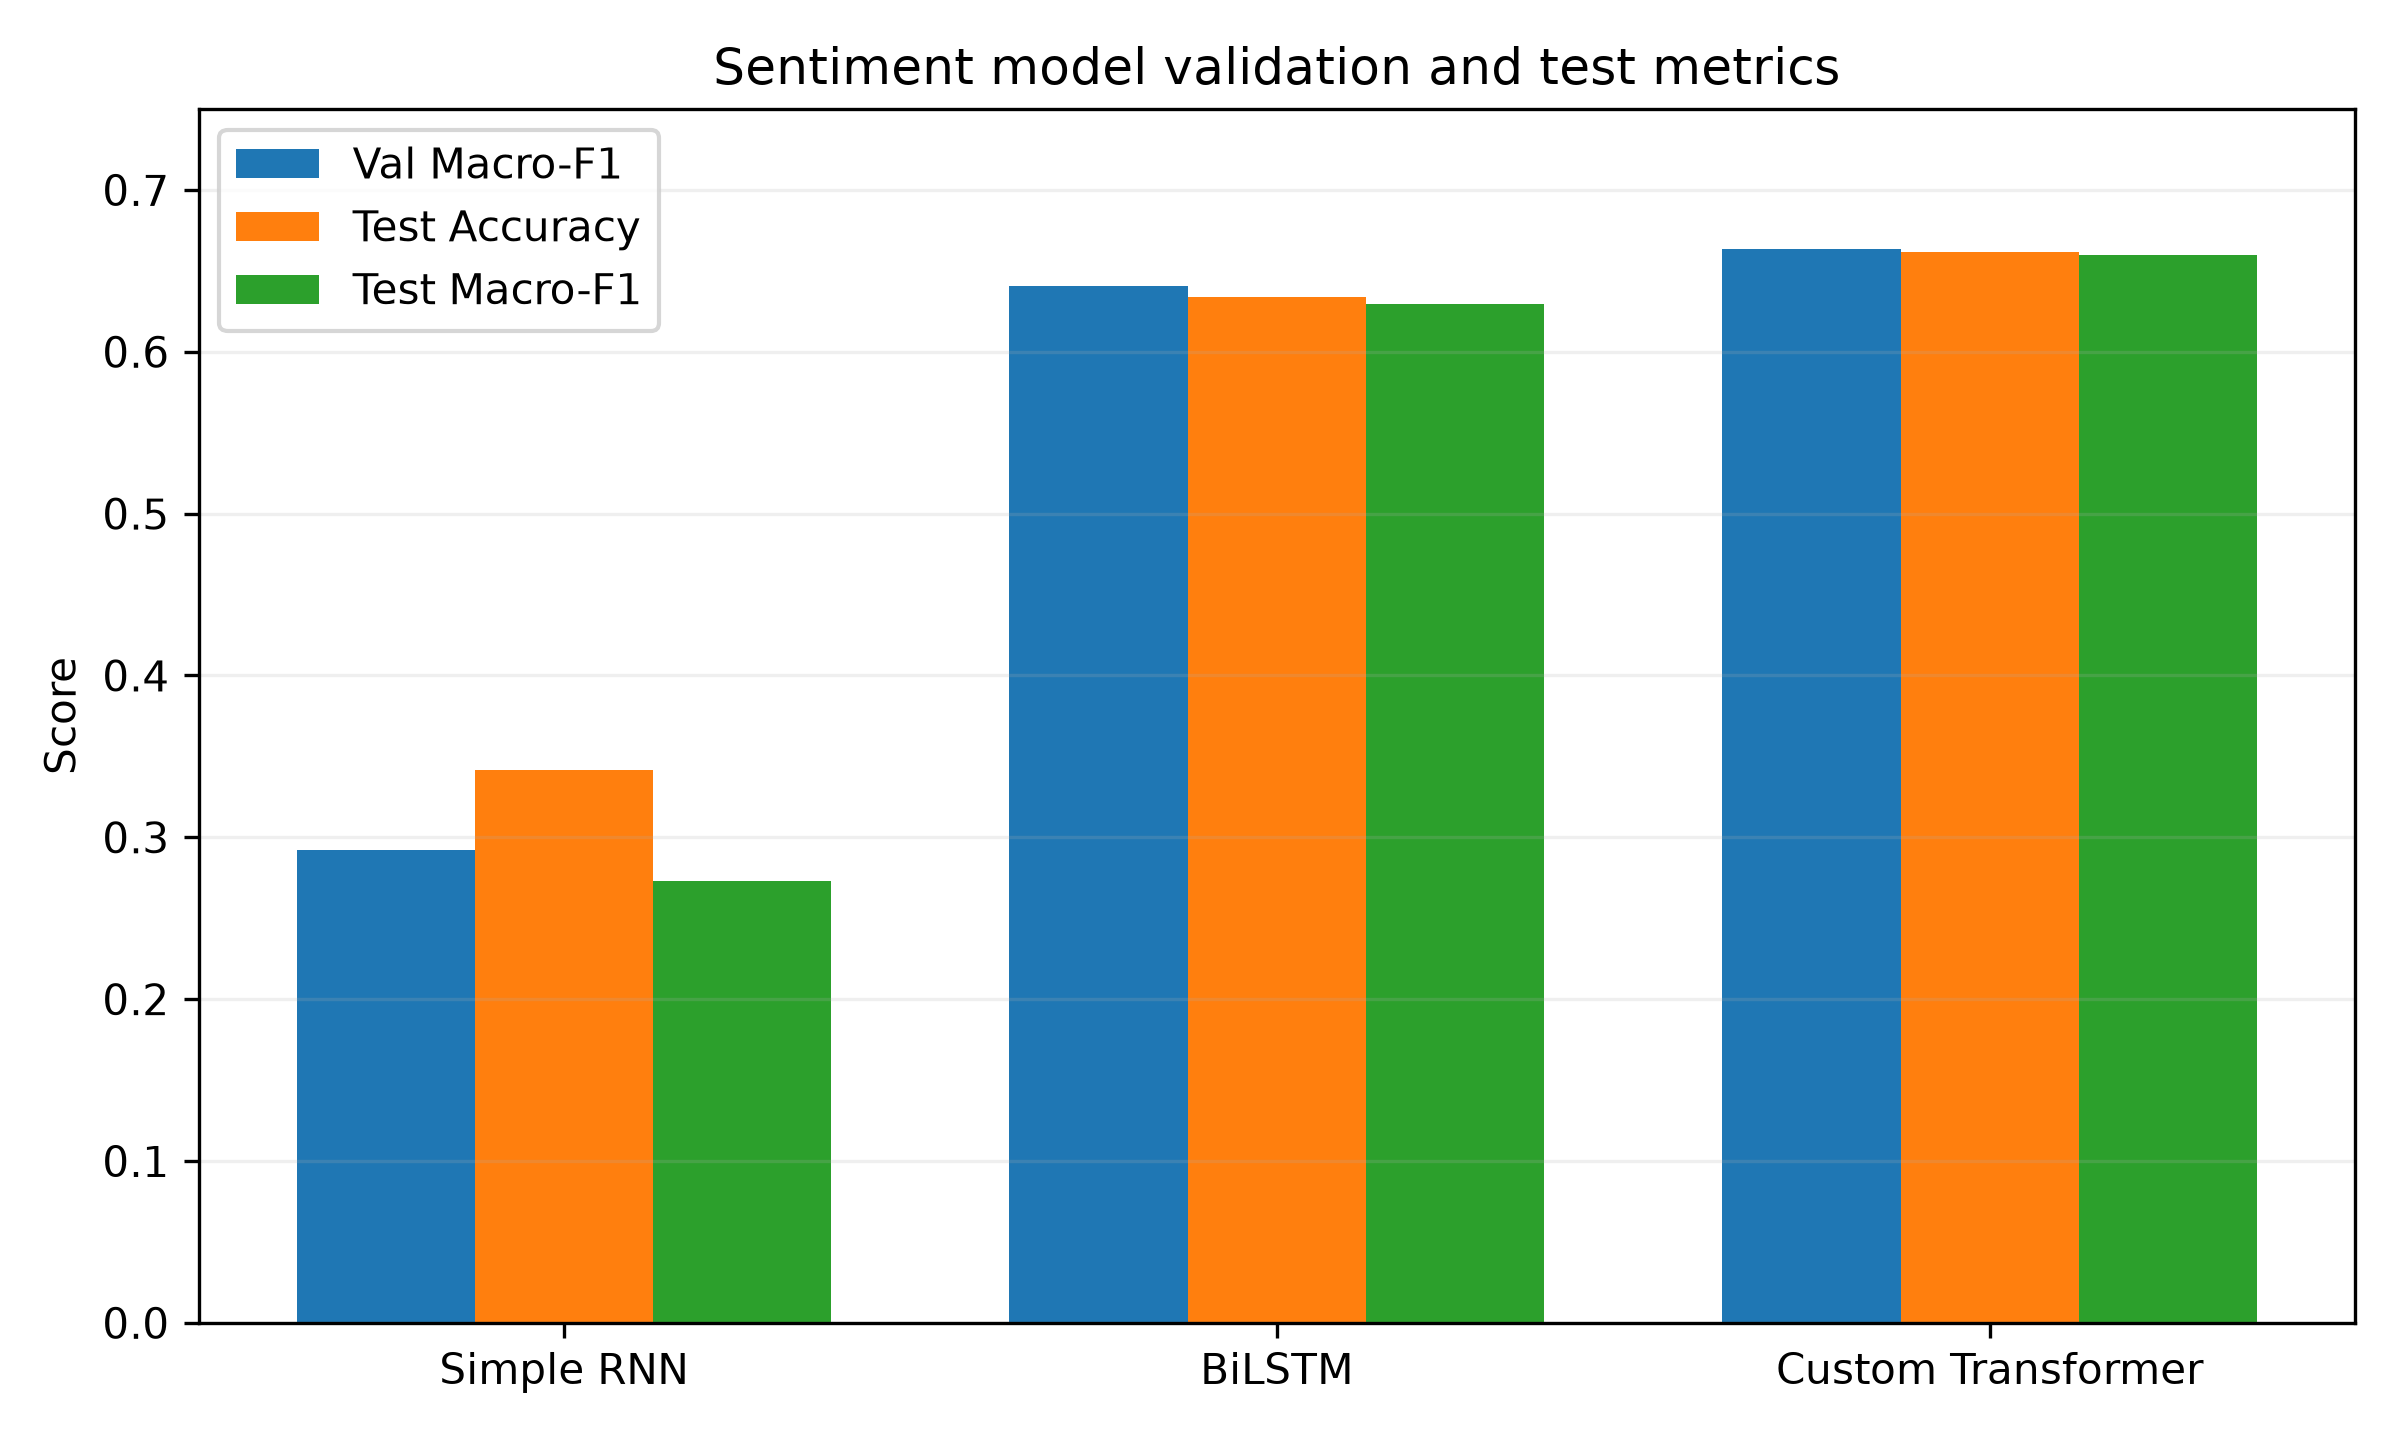 Sentiment model validation and test metrics
Val Macro-F1
Test Accuracy
Test Macro-F1
0.7
0.6
0.5
0.4
0.3
0.2
0.1
0.0
Score
Simple RNN
BiLSTM
Custom Transformer